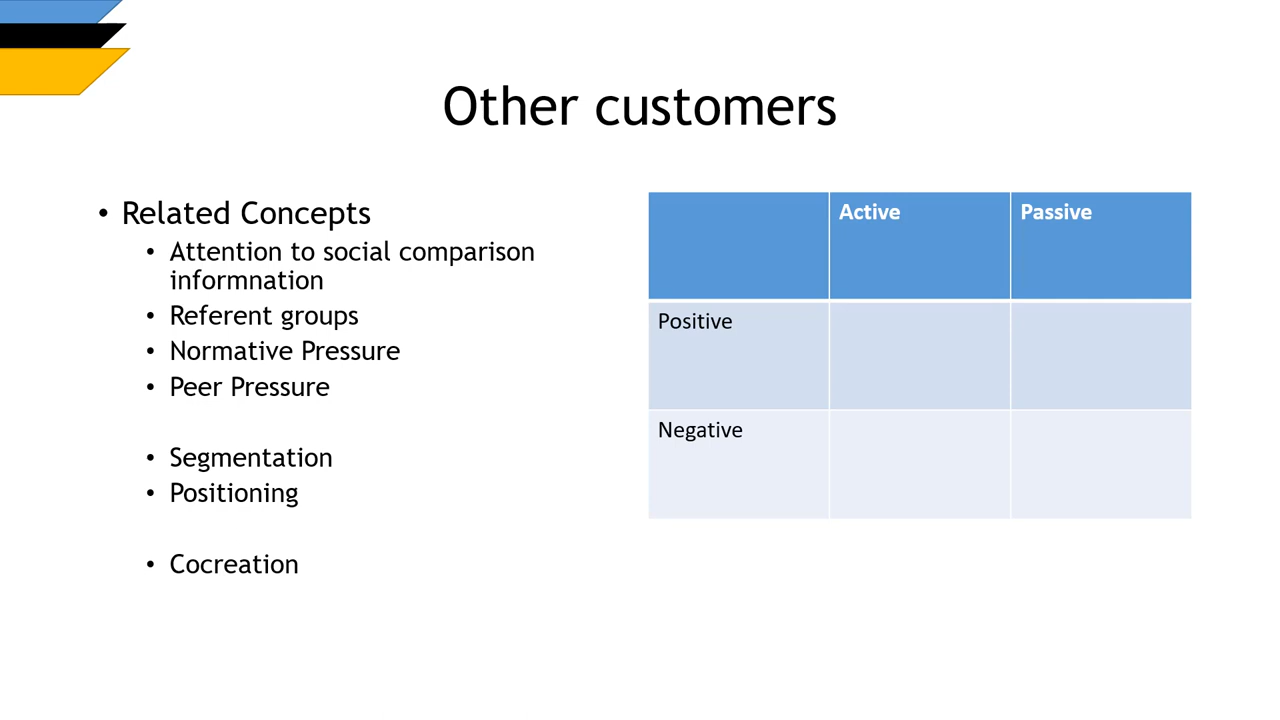 Other customers
• Related Concepts
• Attention to social comparison
informnation
• Referent groups
• Normative Pressure
• Peer Pressure
• Segmentation
• Positioning
• Cocreation
Active Passive
Positive
Negative